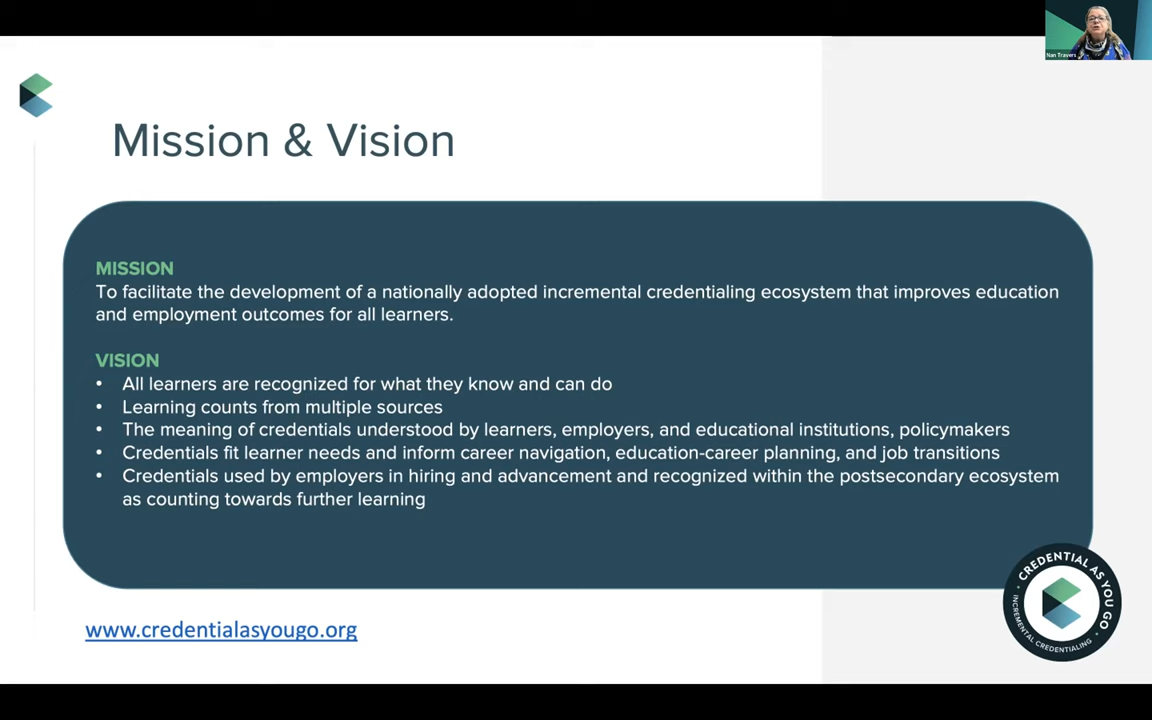 Nan Travers
Mission & Vision
MISSION
To facilitate the development of a nationally adopted incremental credentialing ecosystem that improves education
and employment outcomes for all learners.
VISION
• All learners are recognized for what they know and can do
• Learning counts from multiple sources
• The meaning of credentials understood by learners, employers, and educational institutions, policymakers
• Credentials fit learner needs and inform career navigation, education-career planning, and job transitions
• Credentials used by employers in hiring and advancement and recognized within the postsecondary ecosystem
as counting towards further learning
www.credentialasyougo.org
CREDENTIAL AS YOU GO
INCREMENTAL CREDENTIALING